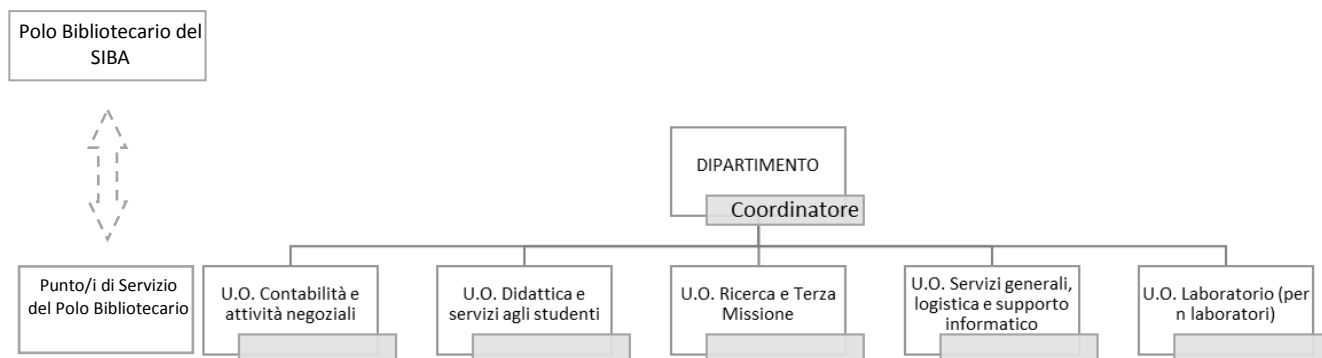 Polo Bibliotecario del
SIBA
DIPARTIMENTO
Coordinatore
Punto/i di Servizio
del Polo Bibliotecario
U.O. Contabilità e
attività negoziali
U.O. Didattica e
servizi agli studenti
U.O. Ricerca e Terza
Missione
U.O. Servizi generali,
logistica e supporto
informatico
U.O. Laboratorio (per
n laboratori)